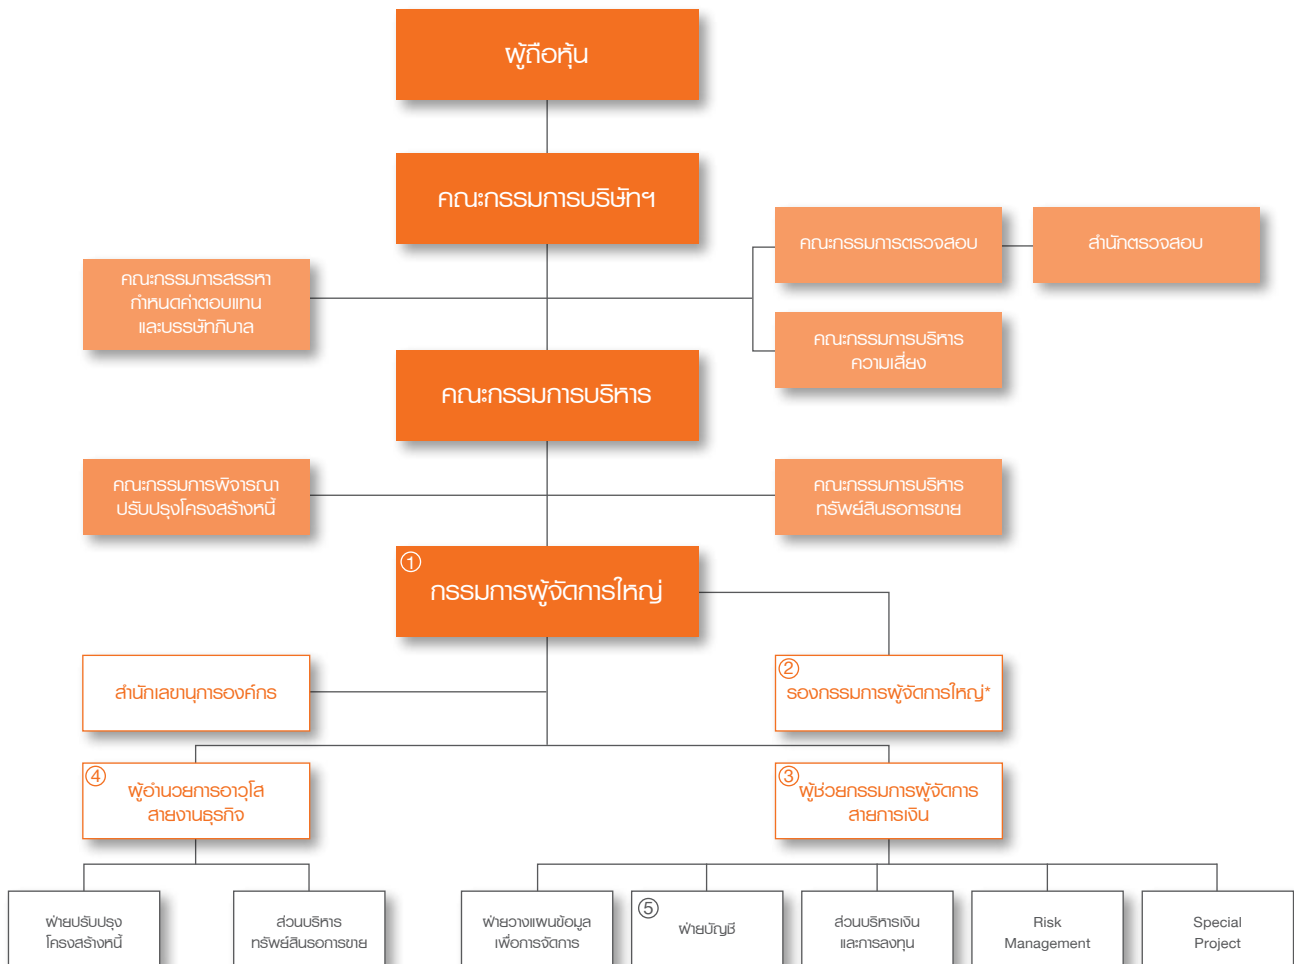 ผู้ถือหุ้น
คณะกรรมการบริษัทฯ
คณะกรรมการตรวจสอบ
สำนักตรวจสอบ
คณะกรรมการสรรหา
กำหนดค่าตอบแทน
และบรรษัทภิบาล
คณะกรรมการบริหาร
ความเสี่ยง
คณะกรรมการบริหาร
คณะกรรมการพิจารณา
ปรับปรุงโครงสร้างหนี้
คณะกรรมการบริหาร
ทรัพย์สินรอการขาย
①
กรรมการผู้จัดการใหญ่
สำนักเลขานุการองค์กร
②
รองกรรมการผู้จัดการใหญ่*
④
ผู้อำนวยการอาวุโส
สายงานธุรกิจ
③
ผู้ช่วยกรรมการผู้จัดการ
สายการเงิน
ฝ่ายปรับปรุง
โครงสร้างหนี้
ส่วนบริหาร
ทรัพย์สินรอการขาย
ฝ่ายวางแผนข้อมูล
เพื่อการจัดการ
⑤
ฝ่ายบัญชี
ส่วนบริหารเงิน
และการลงทุน
Risk
Management
Special
Project